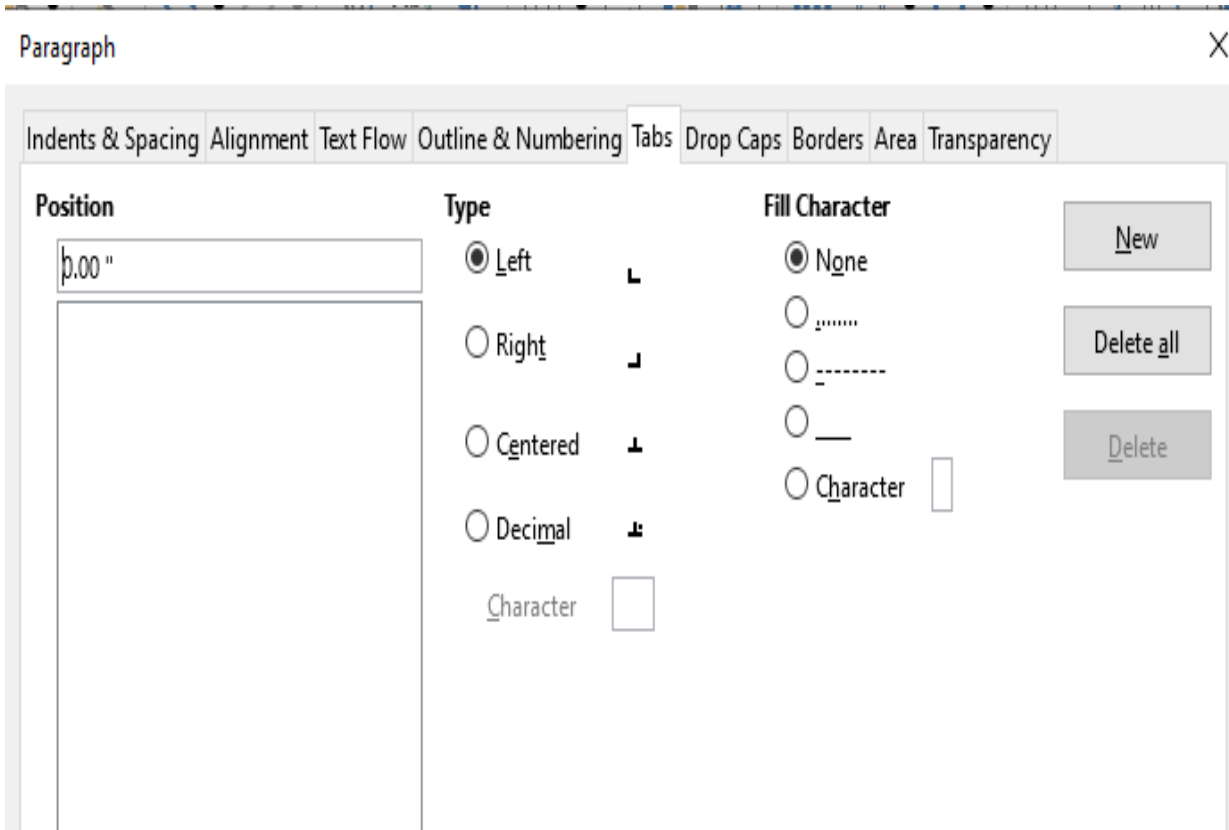 Paragraph
Indents & Spacing Alignment Text Flow Outline & Numbering Tabs Drop Caps Borders Area Transparency
Position Type Fill Character
0.00 " Left None New
........
Right Delete all
--------
Centered ___ Delete
Character
Decimal
Character